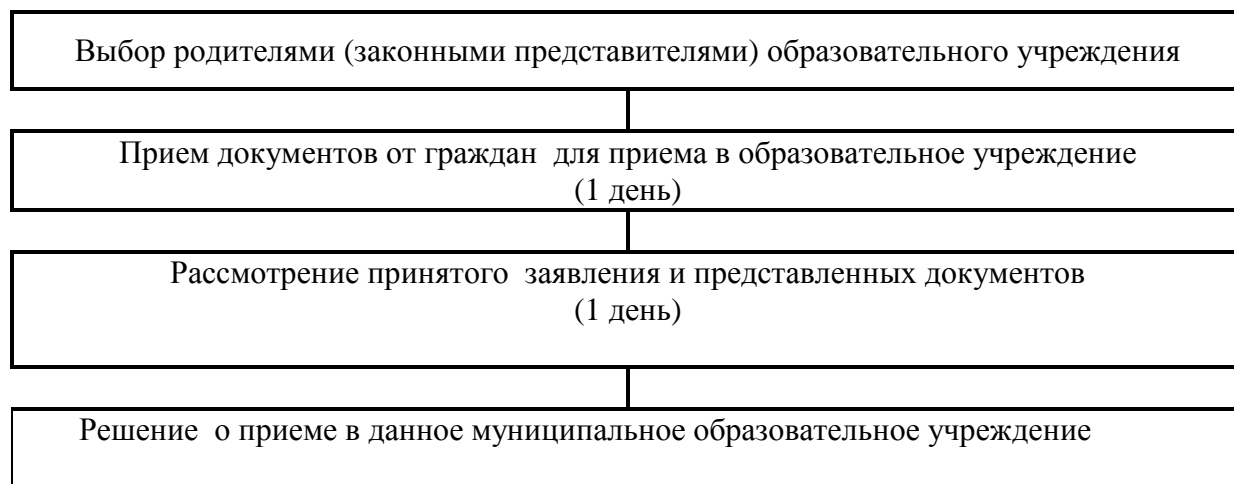 Выбор родителями (законными представителями) образовательного учреждения
Прием документов от граждан для приема в образовательное учреждение
(1 день)
Рассмотрение принятого заявления и представленных документов
(1 день)
Решение о приеме в данное муниципальное образовательное учреждение